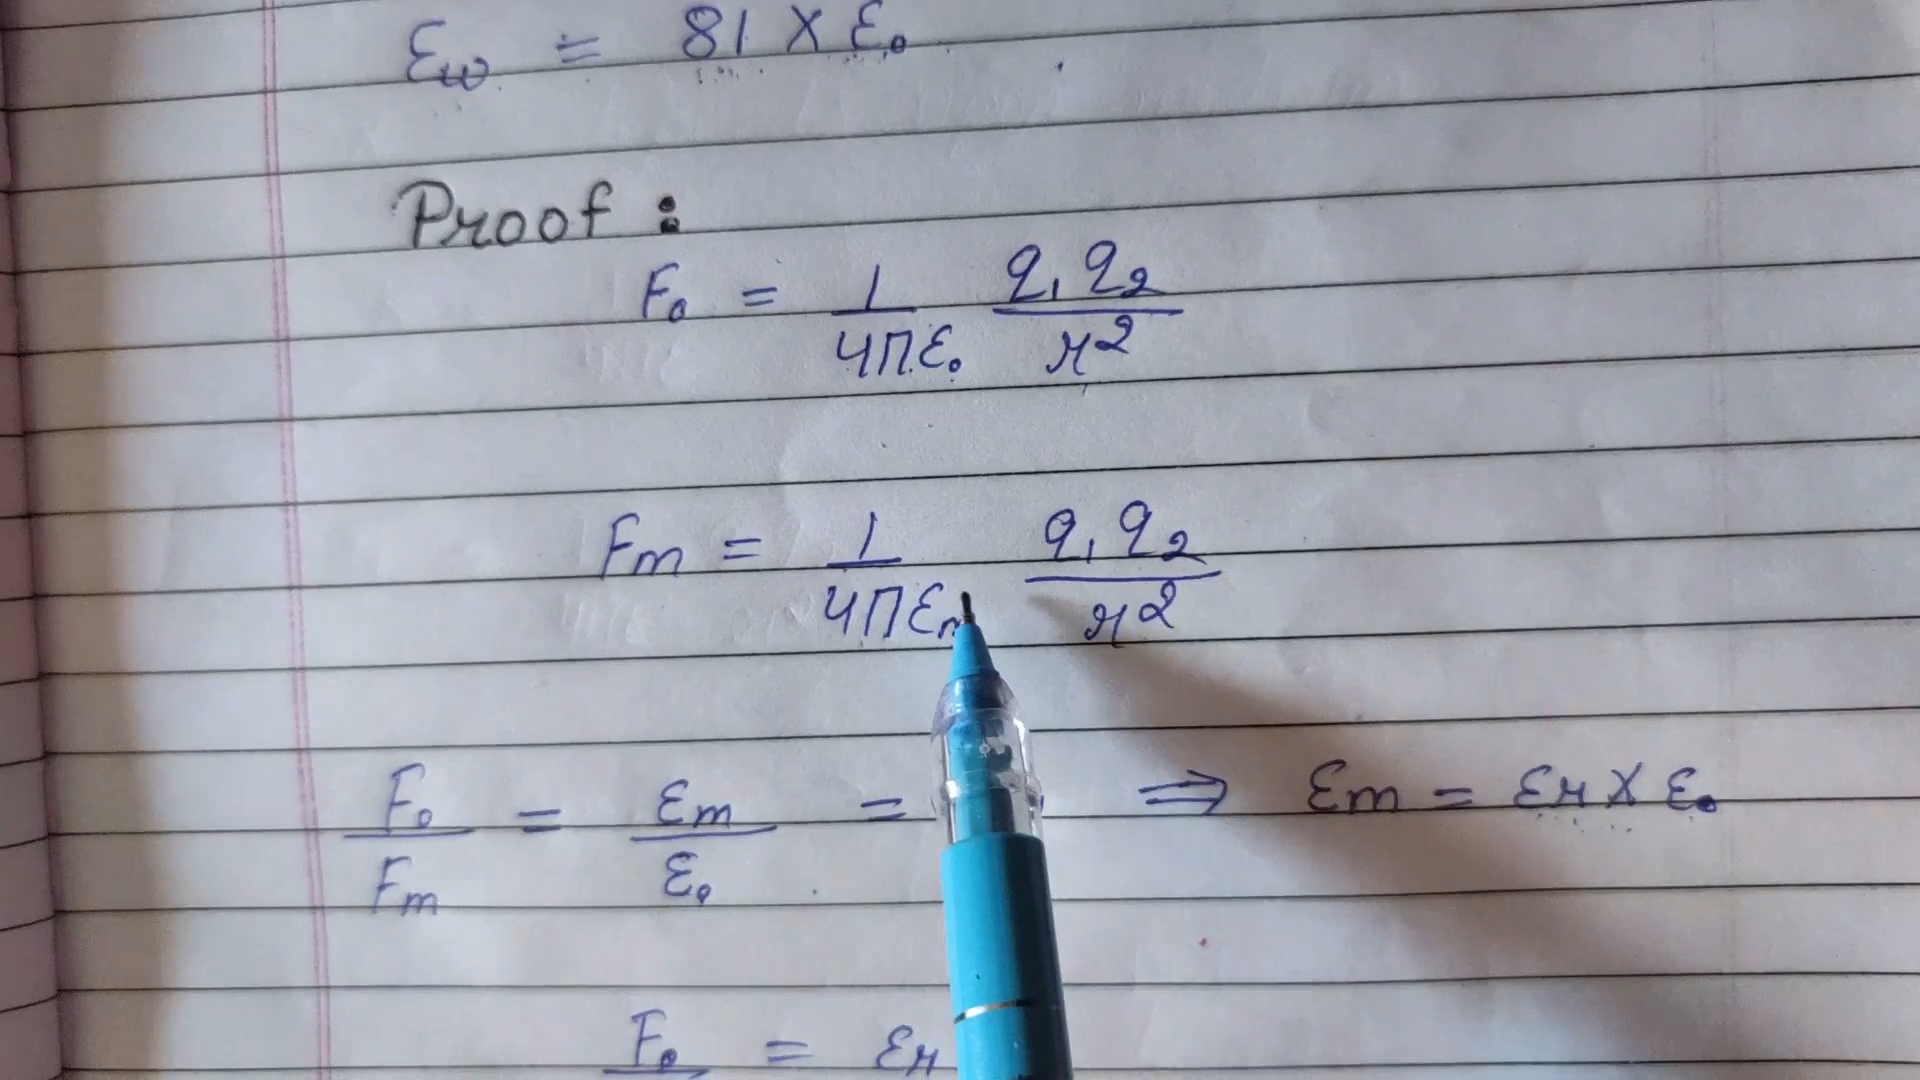 εw = 81 × ε₀
Proof :
F₀ = 1/4πε₀ q₁q₂/r²
Fm = 1/4πεm q₁q₂/r²
F₀/Fm = εm/ε₀ = ⇒ εm = εr × ε₀
F₀ = εr